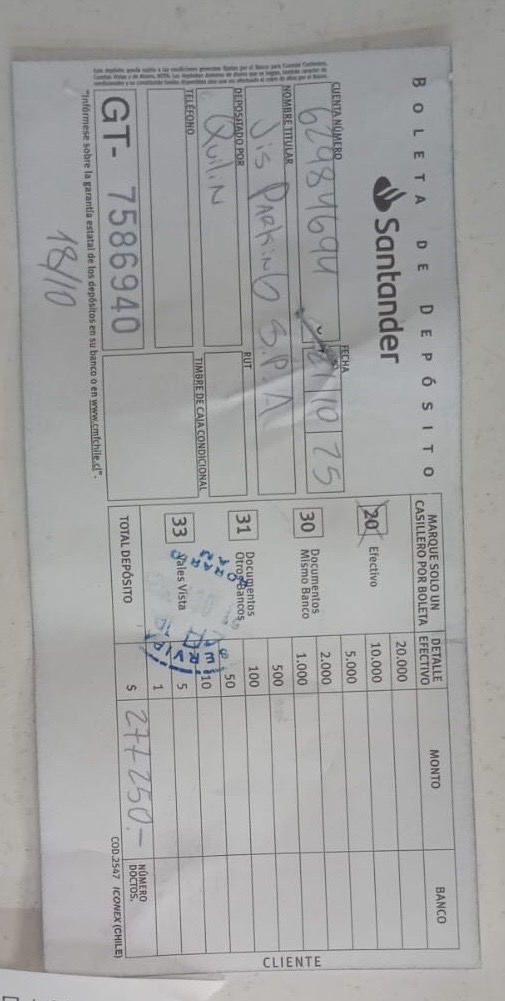 BOLETA DE DEPÓSITO
Santander
CUENTA NÚMERO
62984694
FECHA
21 10 25
NOMBRE TITULAR
Jis PARKING S.P.A
DEPOSITADO POR
Quilin
RUT
TELÉFONO
TIMBRE DE CAJA CONDICIONAL
GT- 7586940
"Infórmese sobre la garantía estatal de los depósitos en su banco o en www.cmfchile.cl".
18/10
MARQUE SOLO UN
CASILLERO POR BOLETA
20 Efectivo
30 Documentos
Mismo Banco
31 Documentos
Otros Bancos
33 Vales Vista
TOTAL DEPÓSITO
DETALLE
EFECTIVO
MONTO
BANCO
20.000
10.000
5.000
2.000
1.000
500
100
50
10
5
1
$ 277250.-
NÚMERO
DOCTOS.
COD.2547 ICONEX (CHILE)
CLIENTE